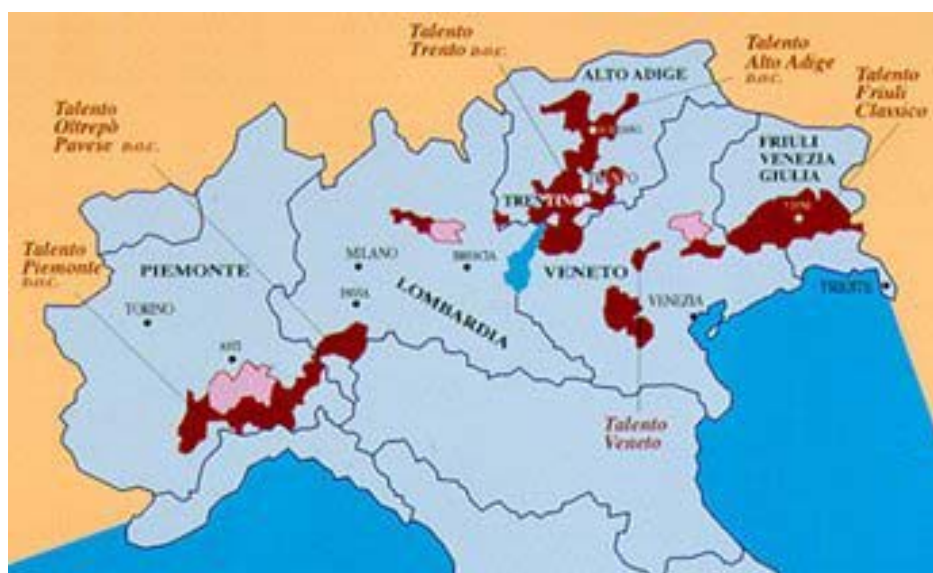 Talento
Trento D.O.C.
Talento
Alto Adige
D.O.C.
Talento
Friuli
Classico
Talento
Oltrepò
Pavese D.O.C.
ALTO ADIGE
FRIULI
VENEZIA
GIULIA
TRENTO
TRENTINO
Talento
Piemonte
D.O.C.
PIEMONTE
MILANO
BRESCIA
VENETO
LOMBARDIA
PAVIA
VENEZIA
TRIESTE
TORINO
ASTI
Talento
Veneto